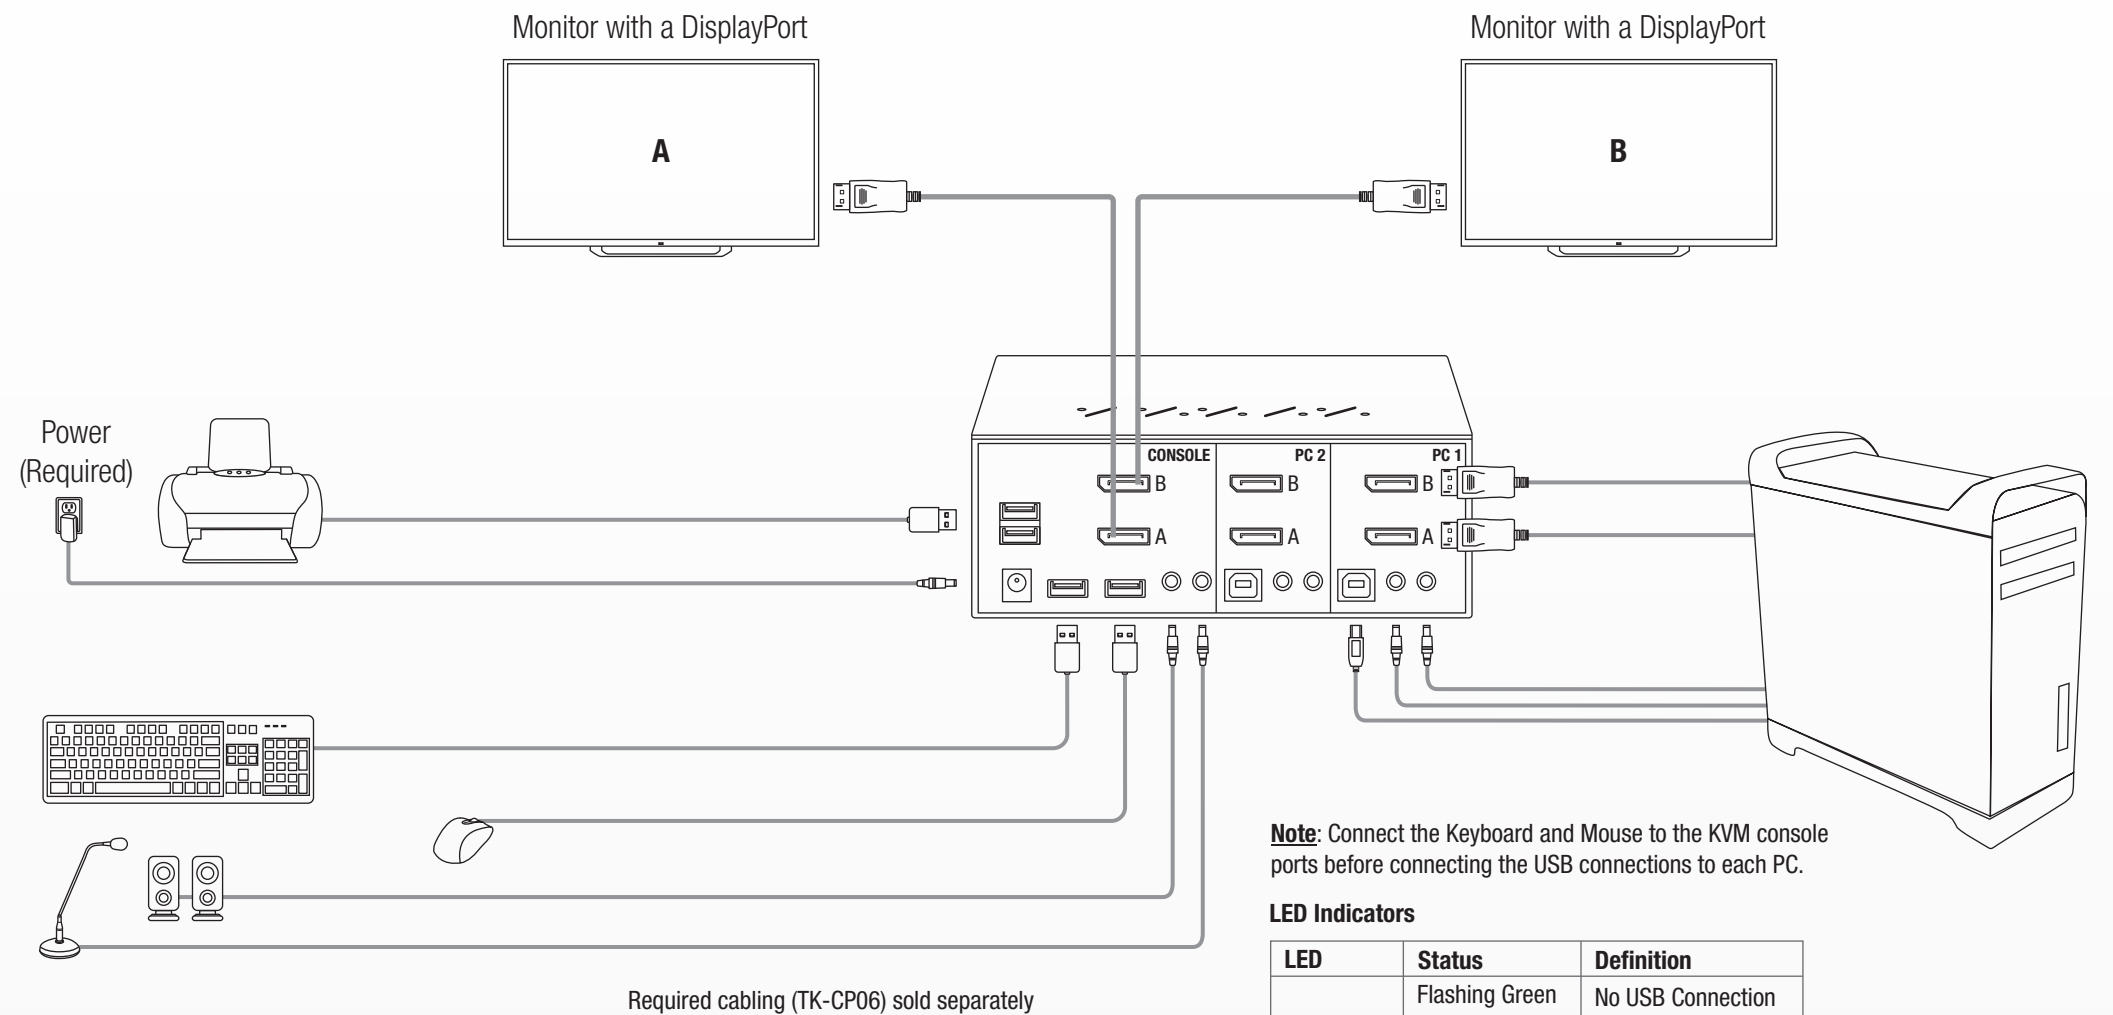 Monitor with a DisplayPort
Monitor with a DisplayPort
A
B
Power
(Required)
CONSOLE
PC 2
PC 1
B
B
B
A
A
A
Note: Connect the Keyboard and Mouse to the KVM console
ports before connecting the USB connections to each PC.
LED Indicators
LED Status Definition
Flashing Green No USB Connection
Required cabling (TK-CP06) sold separately